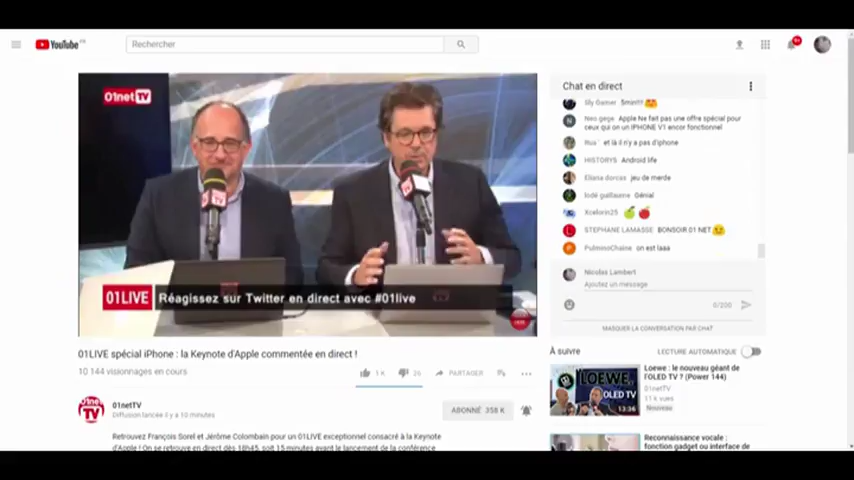 YouTube FR
Rechercher
9+
01net TV
01LIVE
Réagissez sur Twitter en direct avec #01live
01LIVE spécial iPhone : la Keynote d'Apple commentée en direct !
10 144 visionnages en cours
1 K
26
PARTAGER
01netTV
Diffusion lancée il y a 10 minutes
ABONNÉ 358 K
Retrouvez François Sorel et Jérôme Colombain pour un 01LIVE exceptionnel consacré à la Keynote
d'Apple ! On se retrouve en direct dès 18h45, soit 15 minutes avant le lancement de la conférence
Chat en direct
Sily Gamer 5min!!!
Neo gege Apple Ne fait pas une offre spécial pour
ceux qui on un IPHONE V1 encor fonctionnel
et là il n'y a pas d'iphone
HISTORYS Android life
Eliana dorcas jeu de merde
lodé guillaume Génial
Xcelorin25
STEPHANE LAMASSE BONSOIR 01 NET
PulminoChaine on est laaa
Nicolas Lambert
Ajoutez un message...
0/200
MASQUER LA CONVERSATION PAR CHAT
À suivre
LECTURE AUTOMATIQUE
LOEWE.
OLED TV
13:36
Loewe : le nouveau géant de
l'OLED TV ? (Power 144)
01netTV
11 k vues
Nouveau
Reconnaissance vocale :
fonction gadget ou interface de